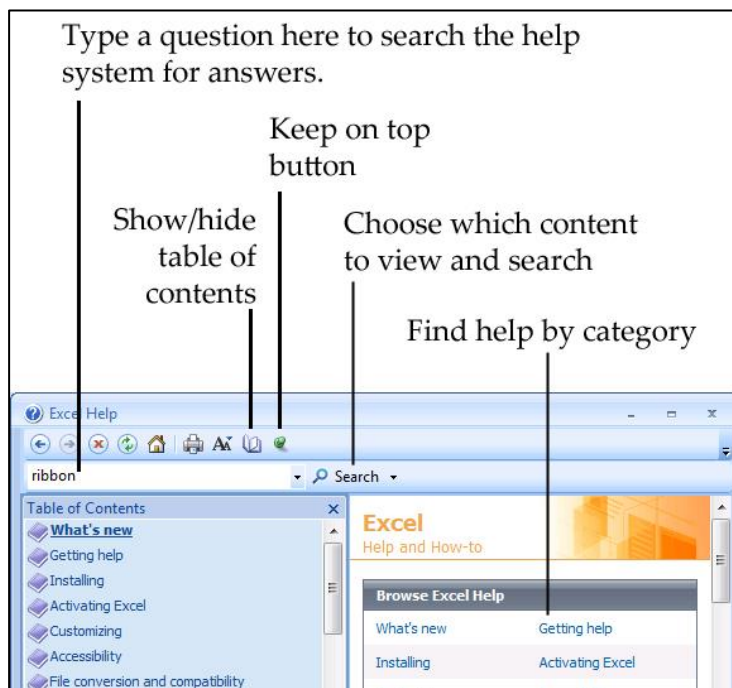 Type a question here to search the help
system for answers.
Keep on top
button
Show/hide
table of
contents
Choose which content
to view and search
Find help by category
Excel Help
ribbon
Search
Table of Contents
What's new
Getting help
Installing
Activating Excel
Customizing
Accessibility
File conversion and compatibility
Excel
Help and How-to
Browse Excel Help
What's new Getting help
Installing Activating Excel